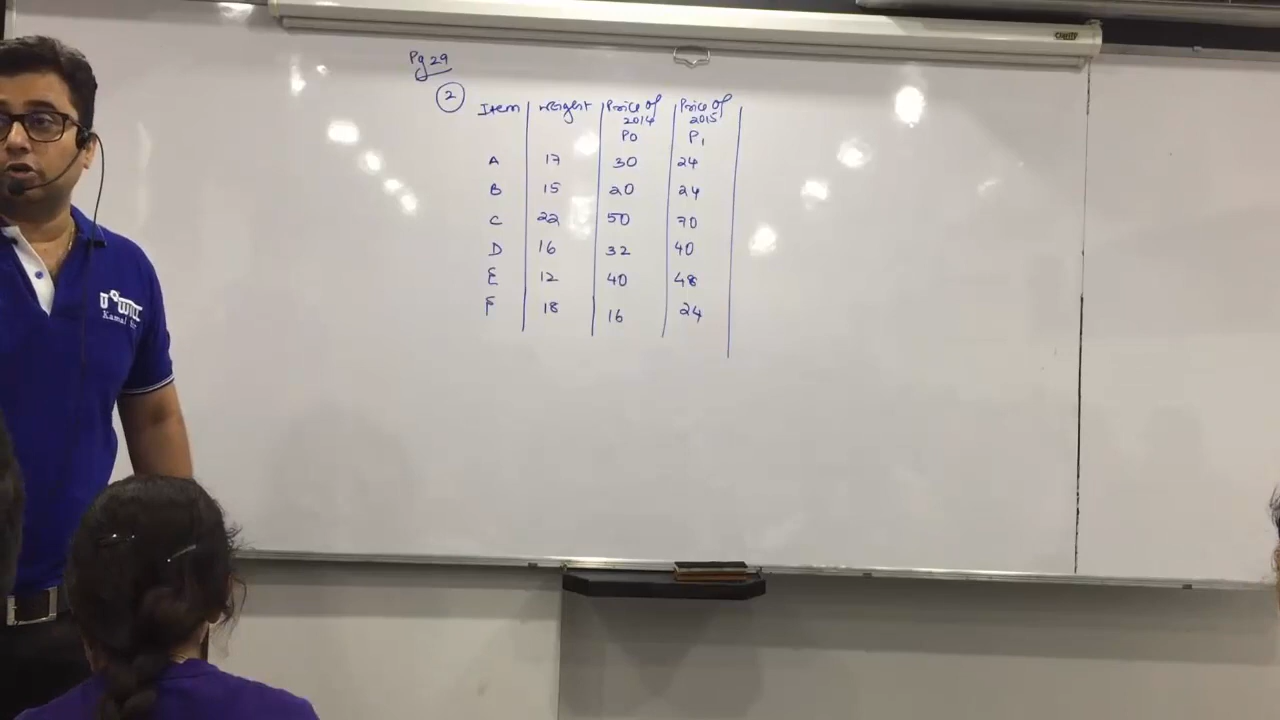 Clarity
Pg 29
2
Item Weight Price of 2014 P0 Price of 2015 P1
A 17 30 24
B 15 20 24
C 22 50 70
D 16 32 40
E 12 40 48
F 18 16 24